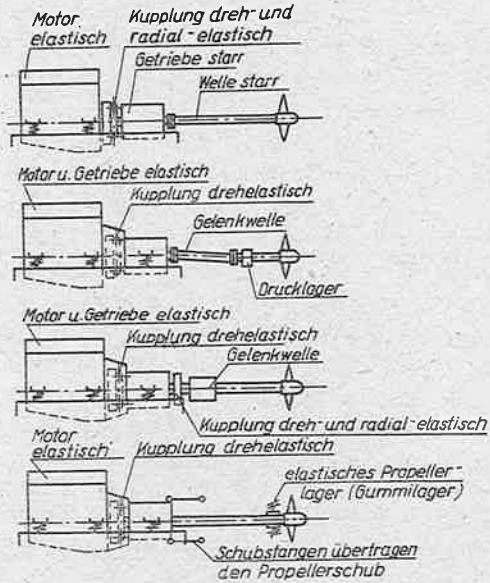 Motor
elastisch
Kupplung dreh- und
radial-elastisch
Getriebe starr
Welle starr
Motor u. Getriebe elastisch
Kupplung drehelastisch
Gelenkwelle
Drucklager
Motor u. Getriebe elastisch
Kupplung drehelastisch
Gelenkwelle
Kupplung dreh- und radial-elastisch
Motor
elastisch
Kupplung drehelastisch
elastisches Propeller-
lager (Gummilager)
Schubstangen übertragen
den Propellerschub